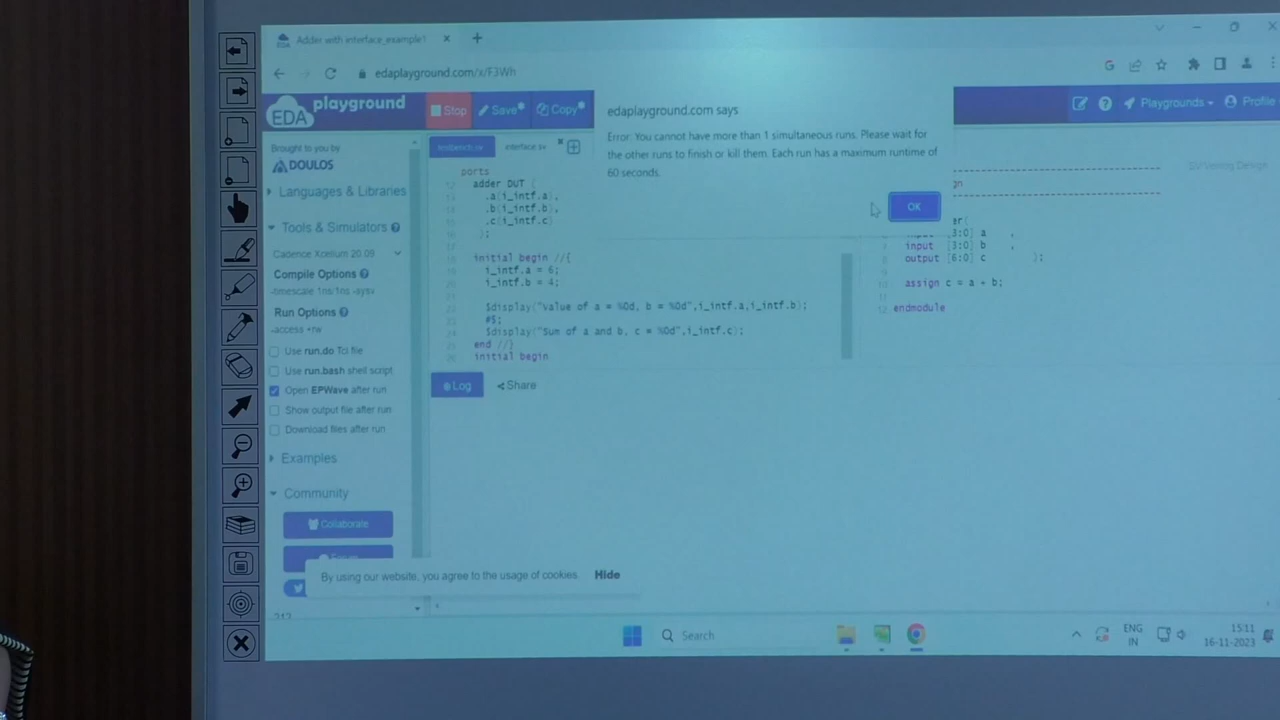 Adder with interface_example1
edaplayground.com/x/F3Wh
EDA playground
Stop
Save
Copy
Playgrounds
Profile
edaplayground.com says
Error: You cannot have more than 1 simultaneous runs. Please wait for
the other runs to finish or kill them. Each run has a maximum runtime of
60 seconds.
OK
Brought to you by
DOULOS
Languages & Libraries
Tools & Simulators
Cadence Xcelium 20.09
Compile Options
-timescale 1ns/1ns -sysv
Run Options
-access +rw
Use run.do Tcl file
Use run.bash shell script
Open EPWave after run
Show output file after run
Download files after run
Examples
Community
Collaborate
testbench.sv
interface.sv
ports
adder DUT (
.a(i_intf.a),
.b(i_intf.b),
.c(i_intf.c)
);
initial begin //{
i_intf.a = 6;
i_intf.b = 4;
$display("Value of a = %0d, b = %0d",i_intf.a,i_intf.b);
#5;
$display("Sum of a and b, c = %0d",i_intf.c);
end //}
initial begin
SV/Verilog Design
er(
[3:0] a ,
input [3:0] b ,
output [6:0] c );
assign c = a + b;
endmodule
Log
Share
By using our website, you agree to the usage of cookies. Hide
Search
ENG
IN
15:11
16-11-2023